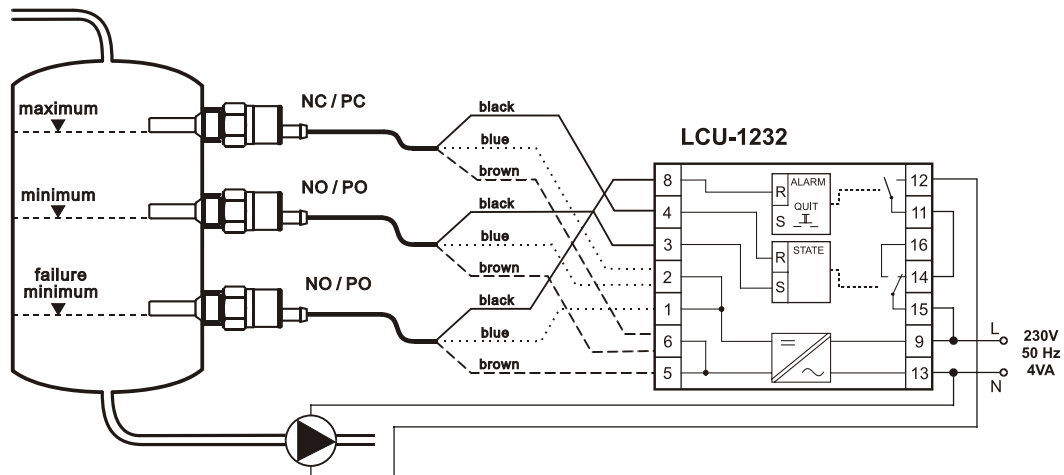 maximum
minimum
failure
minimum
NC / PC
NO / PO
NO / PO
black
blue
brown
black
blue
brown
black
blue
brown
LCU-1232
8
4
3
2
1
6
5
R
S
ALARM
QUIT
R
S
STATE
12
11
16
14
15
9
13
L
N
230V
50 Hz
4VA